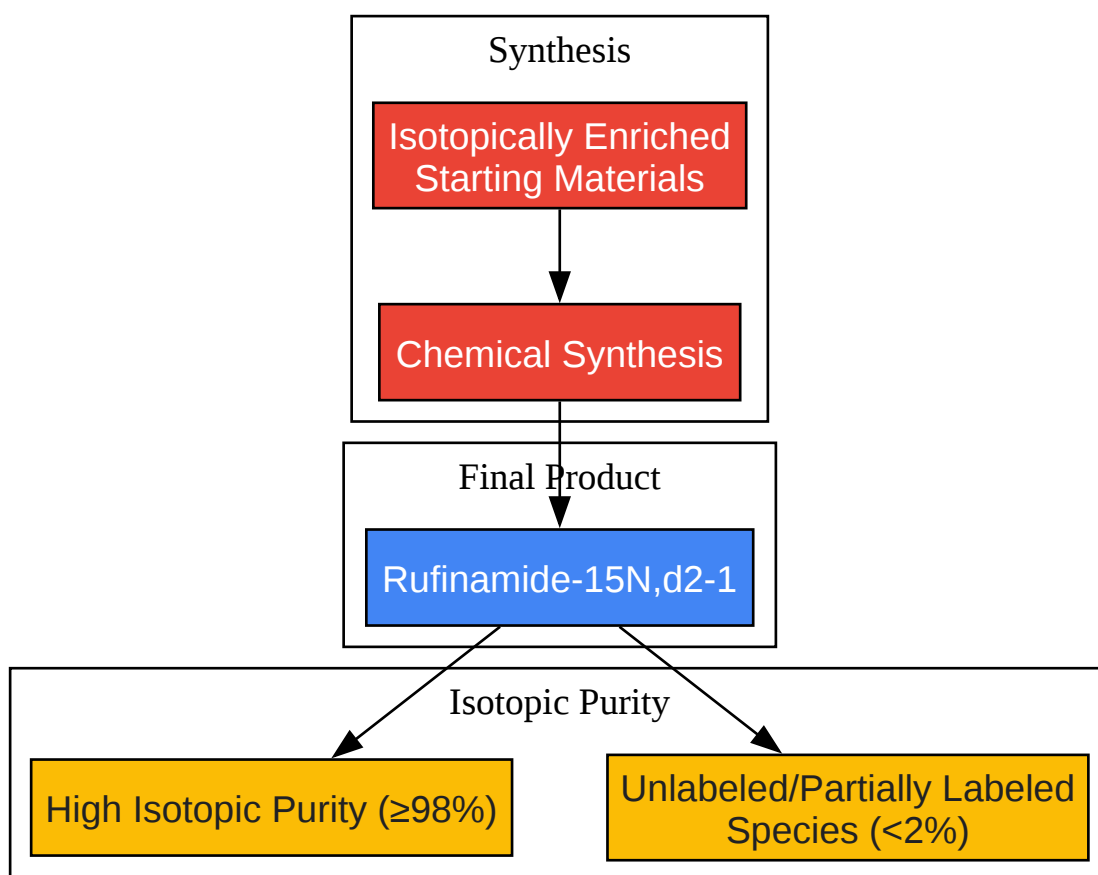 Synthesis
Isotopically Enriched
Starting Materials
Chemical Synthesis
Final Product
Rufinamide-15N,d2-1
Isotopic Purity
High Isotopic Purity (≥98%)
Unlabeled/Partially Labeled
Species (<2%)